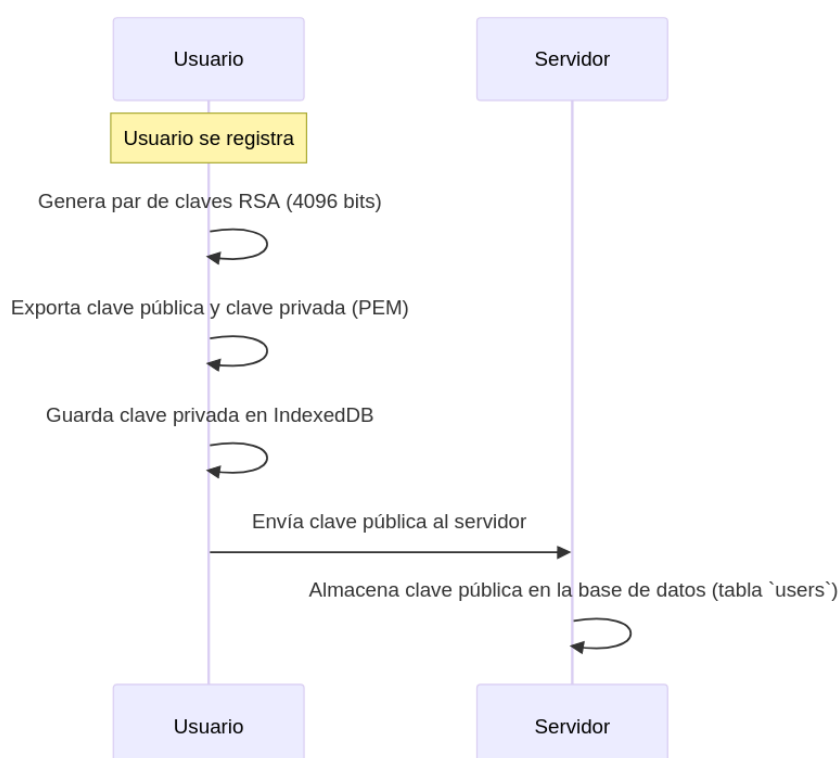 Usuario
Servidor
Usuario se registra
Genera par de claves RSA (4096 bits)
Exporta clave pública y clave privada (PEM)
Guarda clave privada en IndexedDB
Envía clave pública al servidor
Almacena clave pública en la base de datos (tabla `users`)
Usuario
Servidor